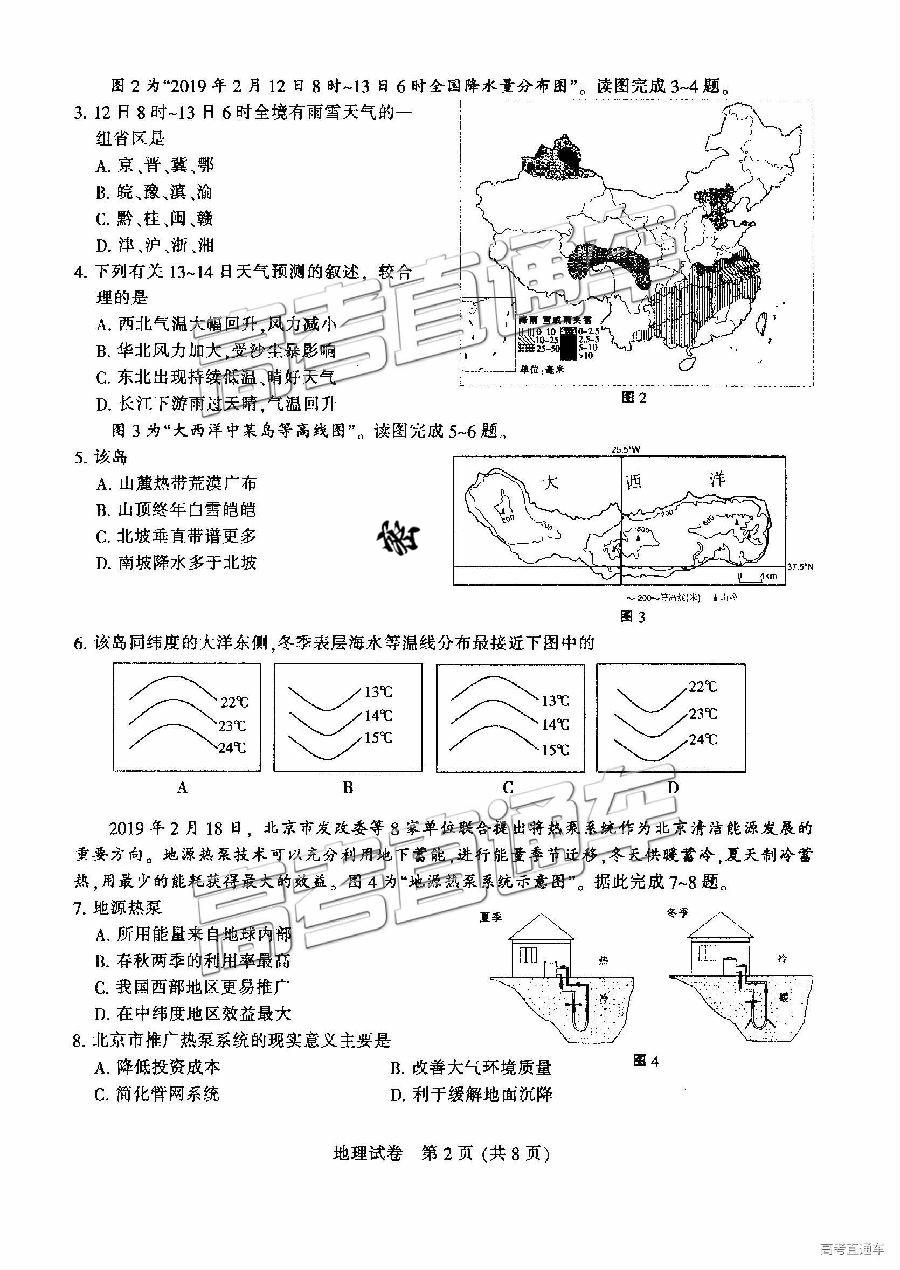 图 2 为“2019 年 2 月 12 日 8 时~13 日 6 时全国降水量分布图”。读图完成 3~4 题。
3. 12 日 8 时~13 日 6 时全境有雨雪天气的一
组省区是
A. 京、晋、冀、鄂
B. 皖、豫、滇、渝
C. 黔、桂、闽、赣
D. 津、沪、浙、湘
4. 下列有关 13~14 日天气预测的叙述，较合
理的是
A. 西北气温大幅回升,风力减小
B. 华北风力加大,受沙尘暴影响
C. 东北出现持续低温、晴好天气
D. 长江下游雨过天晴,气温回升
降雨 雪或雨夹雪
0 10 0-2.5
10-25 2.5-5
25-50 5-10
>10
单位:毫米
图 2
图 3 为“大西洋中某岛等高线图”。读图完成 5~6 题。
5. 该岛
A. 山麓热带荒漠广布
B. 山顶终年白雪皑皑
C. 北坡垂直带谱更多
D. 南坡降水多于北坡
密
25.5°W
大 西 洋
37.5°N
~200~等高线(米) ▲山峰
图 3
6. 该岛同纬度的大洋东侧,冬季表层海水等温线分布最接近下图中的
22℃
23℃
24℃
A
13℃
14℃
15℃
B
13℃
14℃
15℃
C
22℃
23℃
24℃
D
2019 年 2 月 18 日，北京市发改委等 8 家单位联合提出将热泵系统作为北京清洁能源发展的
重要方向。地源热泵技术可以充分利用地下蓄能,进行能量季节迁移,冬天供暖蓄冷,夏天制冷蓄
热,用最少的能耗获得最大的效益。图 4 为“地源热泵系统示意图”。据此完成 7~8 题。
7. 地源热泵
A. 所用能量来自地球内部
B. 春秋两季的利用率最高
C. 我国西部地区更易推广
D. 在中纬度地区效益最大
夏季
热
冷
冬季
冷
暖
图 4
8. 北京市推广热泵系统的现实意义主要是
A. 降低投资成本 B. 改善大气环境质量
C. 简化管网系统 D. 利于缓解地面沉降
地理试卷 第 2 页 (共 8 页)
高考直通车
高考直通车
高考直通车